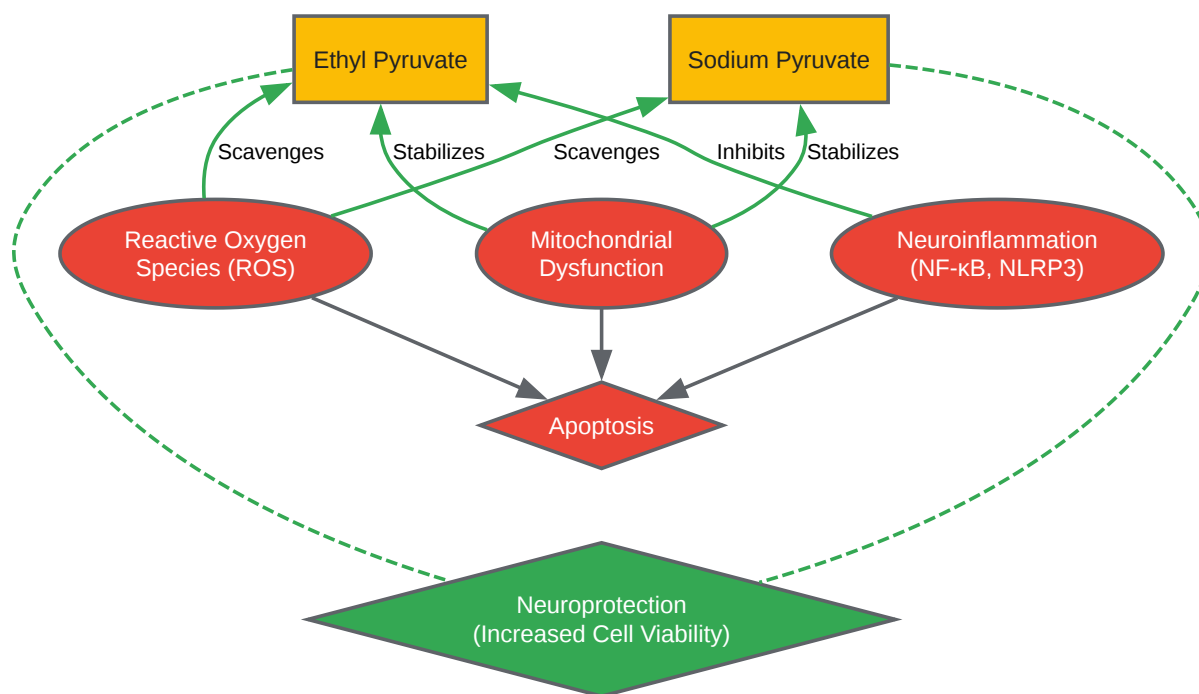 Ethyl Pyruvate
Sodium Pyruvate
Scavenges
Stabilizes
Scavenges
Inhibits
Stabilizes
Reactive Oxygen
Species (ROS)
Mitochondrial
Dysfunction
Neuroinflammation
(NF-κB, NLRP3)
Apoptosis
Neuroprotection
(Increased Cell Viability)